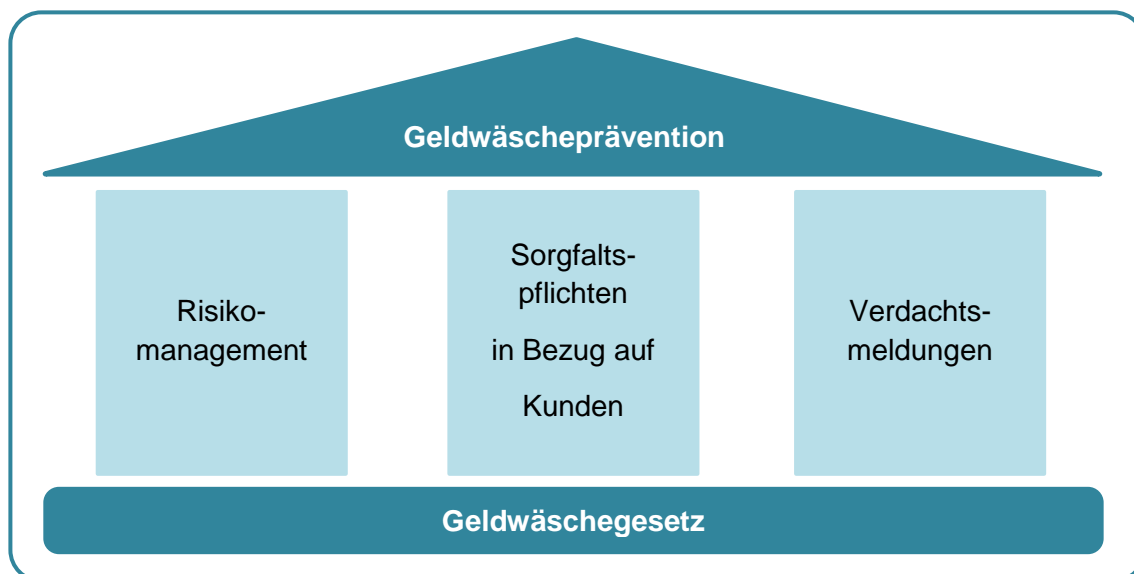 Geldwäscheprävention
Risiko-
management
Sorgfalts-
pflichten
in Bezug auf
Kunden
Verdachts-
meldungen
Geldwäschegesetz